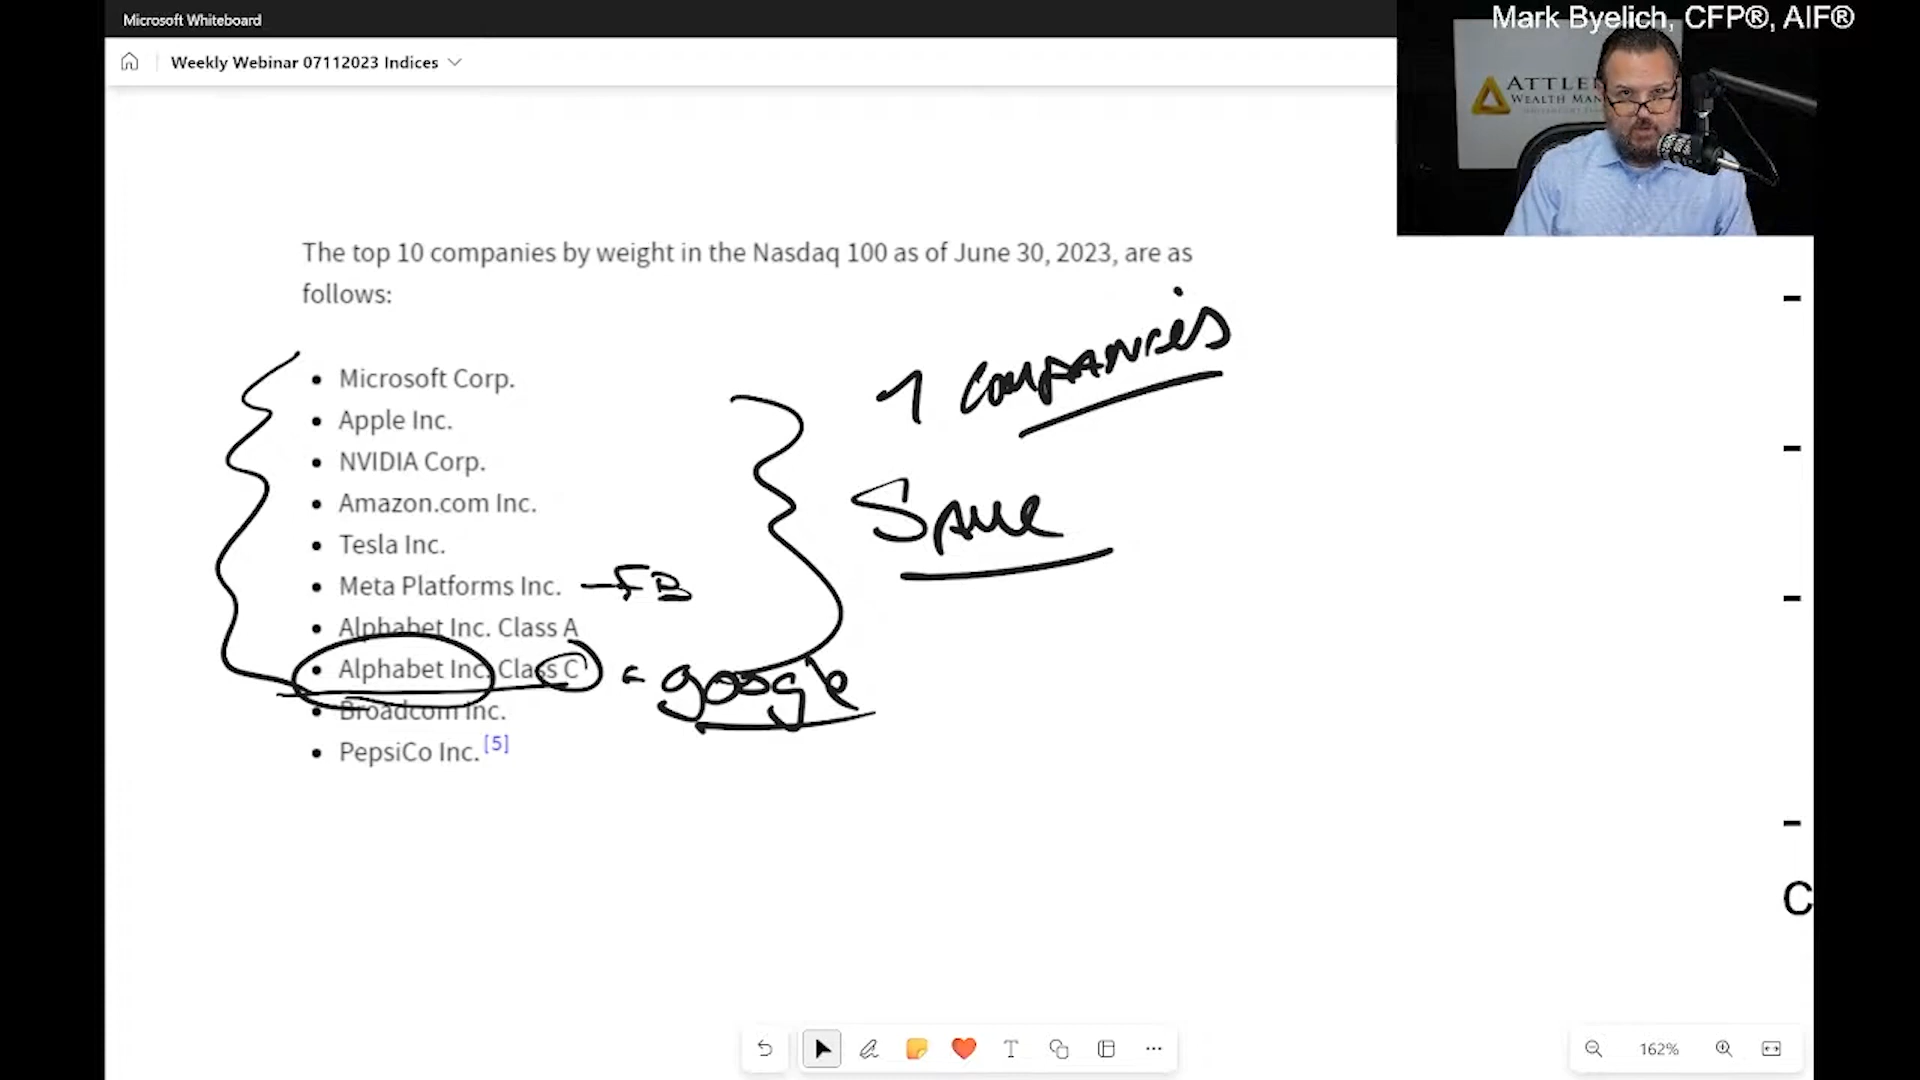 Microsoft Whiteboard
Mark Byelich, CFP®, AIF®
Weekly Webinar 07112023 Indices
ATTLE
WEALTH MAN
The top 10 companies by weight in the Nasdaq 100 as of June 30, 2023, are as
follows:
7 Companies
• Microsoft Corp.
• Apple Inc.
• NVIDIA Corp.
• Amazon.com Inc.
Same
• Tesla Inc.
• Meta Platforms Inc. - FB
• Alphabet Inc. Class A
• Alphabet Inc. Class C = google
• Broadcom Inc.
• PepsiCo Inc. [5]
C
T
162%